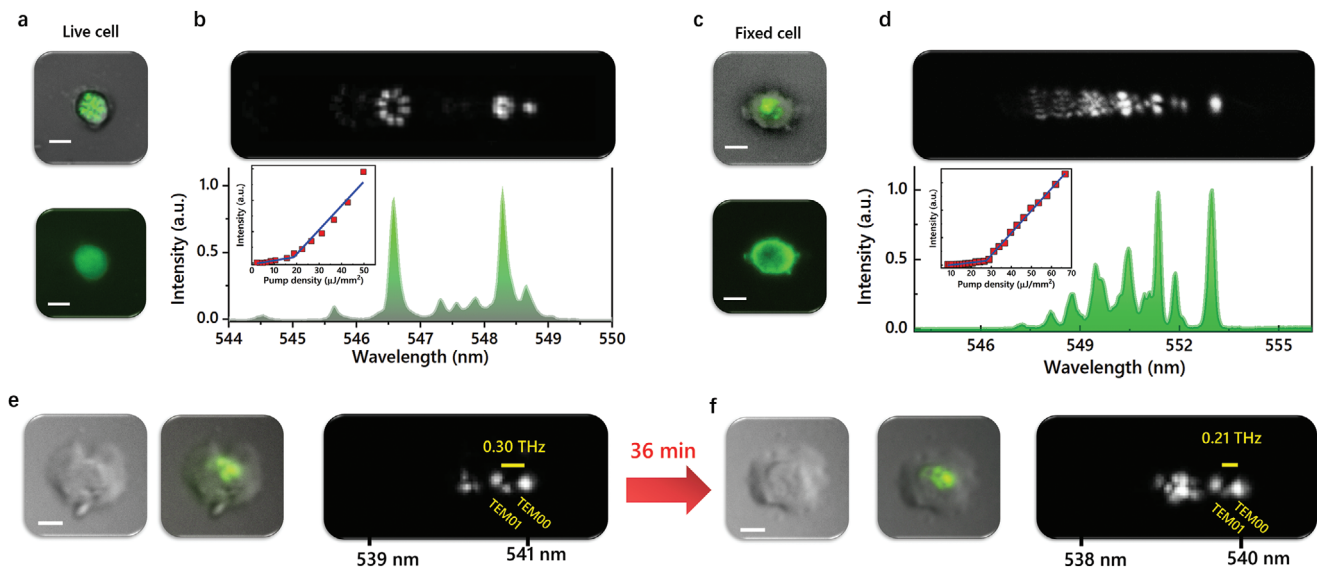 a
Live cell
b
Intensity (a.u.)
1.0
0.5
0.0
Intensity (a.u.)
0 10 20 30 40 50
Pump density (μJ/mm²)
544 545 546 547 548 549 550
Wavelength (nm)
c
Fixed cell
d
Intensity (a.u.)
1.0
0.5
0.0
Intensity (a.u.)
10 20 30 40 50 60 70
Pump density (μJ/mm²)
546 549 552 555
Wavelength (nm)
e
0.30 THz
TEM01
TEM00
539 nm
541 nm
36 min
f
0.21 THz
TEM01
TEM00
538 nm
540 nm